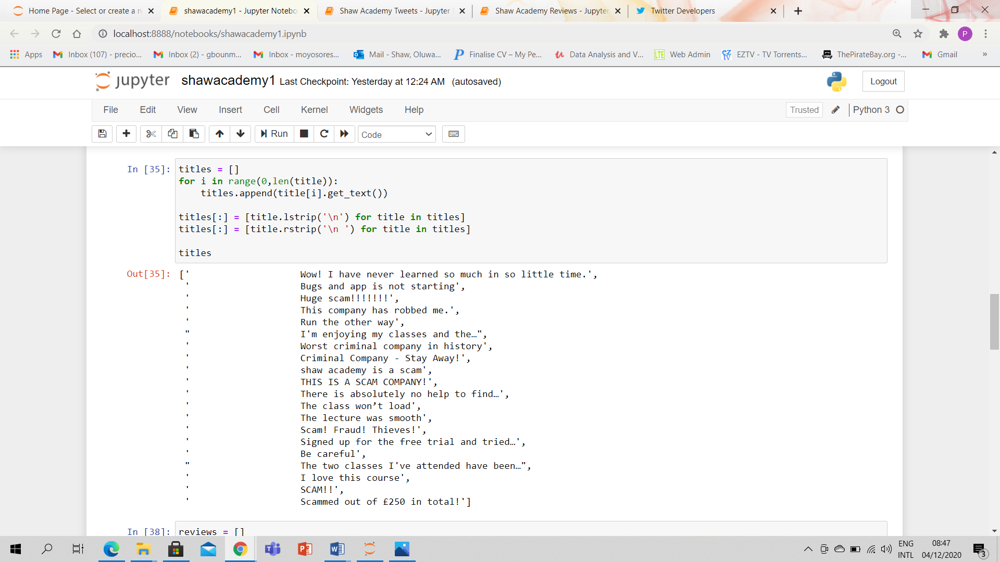 Home Page - Select or create a n
shawacademy1 - Jupyter Notebo
Shaw Academy Tweets - Jupyter
Shaw Academy Reviews - Jupyter
Twitter Developers
localhost:8888/notebooks/shawacademy1.ipynb
P
Apps
Inbox (107) - precio...
Inbox (2) - gbounm...
Inbox - moyosores...
Mail - Shaw, Oluwa...
Finalise CV – My Pe...
Data Analysis and V...
LTE Web Admin
EZTV - TV Torrents...
ThePirateBay.org -...
Gmail
»
jupyter shawacademy1 Last Checkpoint: Yesterday at 12:24 AM (autosaved)
Logout
File Edit View Insert Cell Kernel Widgets Help
Trusted Python 3
Run Code
In [35]: titles = []
for i in range(0,len(title)):
    titles.append(title[i].get_text())
titles[:] = [title.lstrip('\n') for title in titles]
titles[:] = [title.rstrip('\n ') for title in titles]
titles
Out[35]: ['                    Wow! I have never learned so much in so little time.',
'                    Bugs and app is not starting',
'                    Huge scam!!!!!!!',
'                    This company has robbed me.',
'                    Run the other way',
"                    I'm enjoying my classes and the…",
'                    Worst criminal company in history',
'                    Criminal Company - Stay Away!',
'                    shaw academy is a scam',
'                    THIS IS A SCAM COMPANY!',
'                    There is absolutely no help to find…',
'                    The class won’t load',
'                    The lecture was smooth',
'                    Scam! Fraud! Thieves!',
'                    Signed up for the free trial and tried…',
'                    Be careful',
"                    The two classes I've attended have been…",
'                    I love this course',
'                    SCAM!!',
'                    Scammed out of £250 in total!']
In [38]: reviews = []
ENG
INTL
08:47
04/12/2020
3